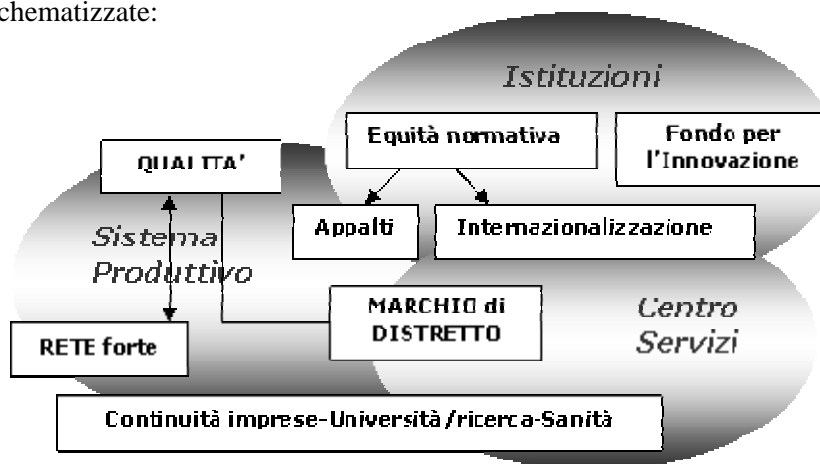 chematizzate:
Istituzioni
Equità normativa
Fondo per
l'Innovazione
QUALITA'
Appalti
Internazionalizzazione
Sistema
Produttivo
MARCHIO di
DISTRETTO
Centro
Servizi
RETE forte
Continuità imprese-Università/ricerca-Sanità